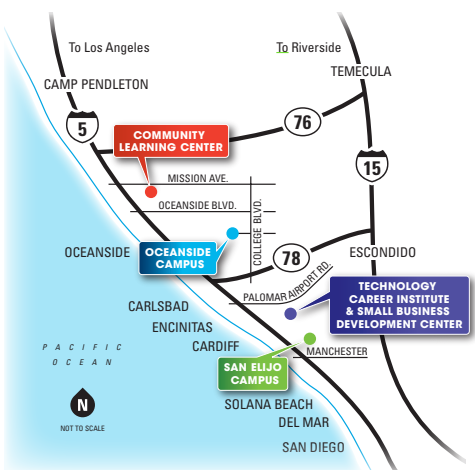 To Los Angeles
To Riverside
TEMECULA
CAMP PENDLETON
5
76
COMMUNITY
LEARNING CENTER
15
MISSION AVE.
OCEANSIDE BLVD.
COLLEGE BLVD.
OCEANSIDE
OCEANSIDE
CAMPUS
78
ESCONDIDO
PALOMAR AIRPORT RD.
TECHNOLOGY
CAREER INSTITUTE
& SMALL BUSINESS
DEVELOPMENT CENTER
CARLSBAD
ENCINITAS
CARDIFF
PACIFIC
OCEAN
MANCHESTER
SAN ELIJO
CAMPUS
N
NOT TO SCALE
SOLANA BEACH
DEL MAR
SAN DIEGO